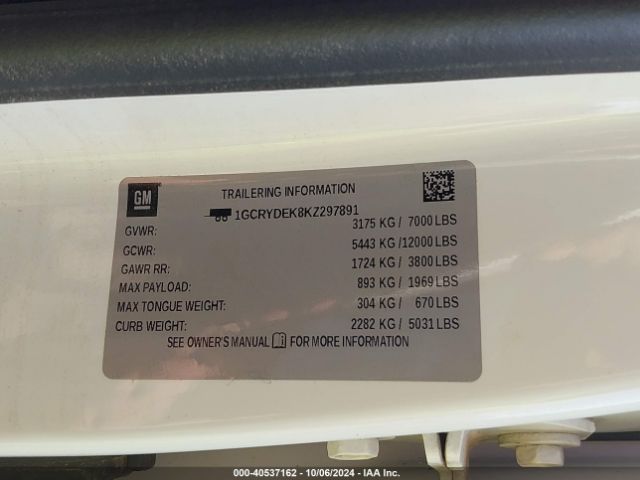 GM
TRAILERING INFORMATION
1GCRYDEK8KZ297891
GVWR: 3175 KG / 7000 LBS
GCWR: 5443 KG /12000 LBS
GAWR RR: 1724 KG / 3800 LBS
MAX PAYLOAD: 893 KG / 1969 LBS
MAX TONGUE WEIGHT: 304 KG / 670 LBS
CURB WEIGHT: 2282 KG / 5031 LBS
SEE OWNER'S MANUAL FOR MORE INFORMATION
000-40537162 - 10/06/2024 - IAA Inc.